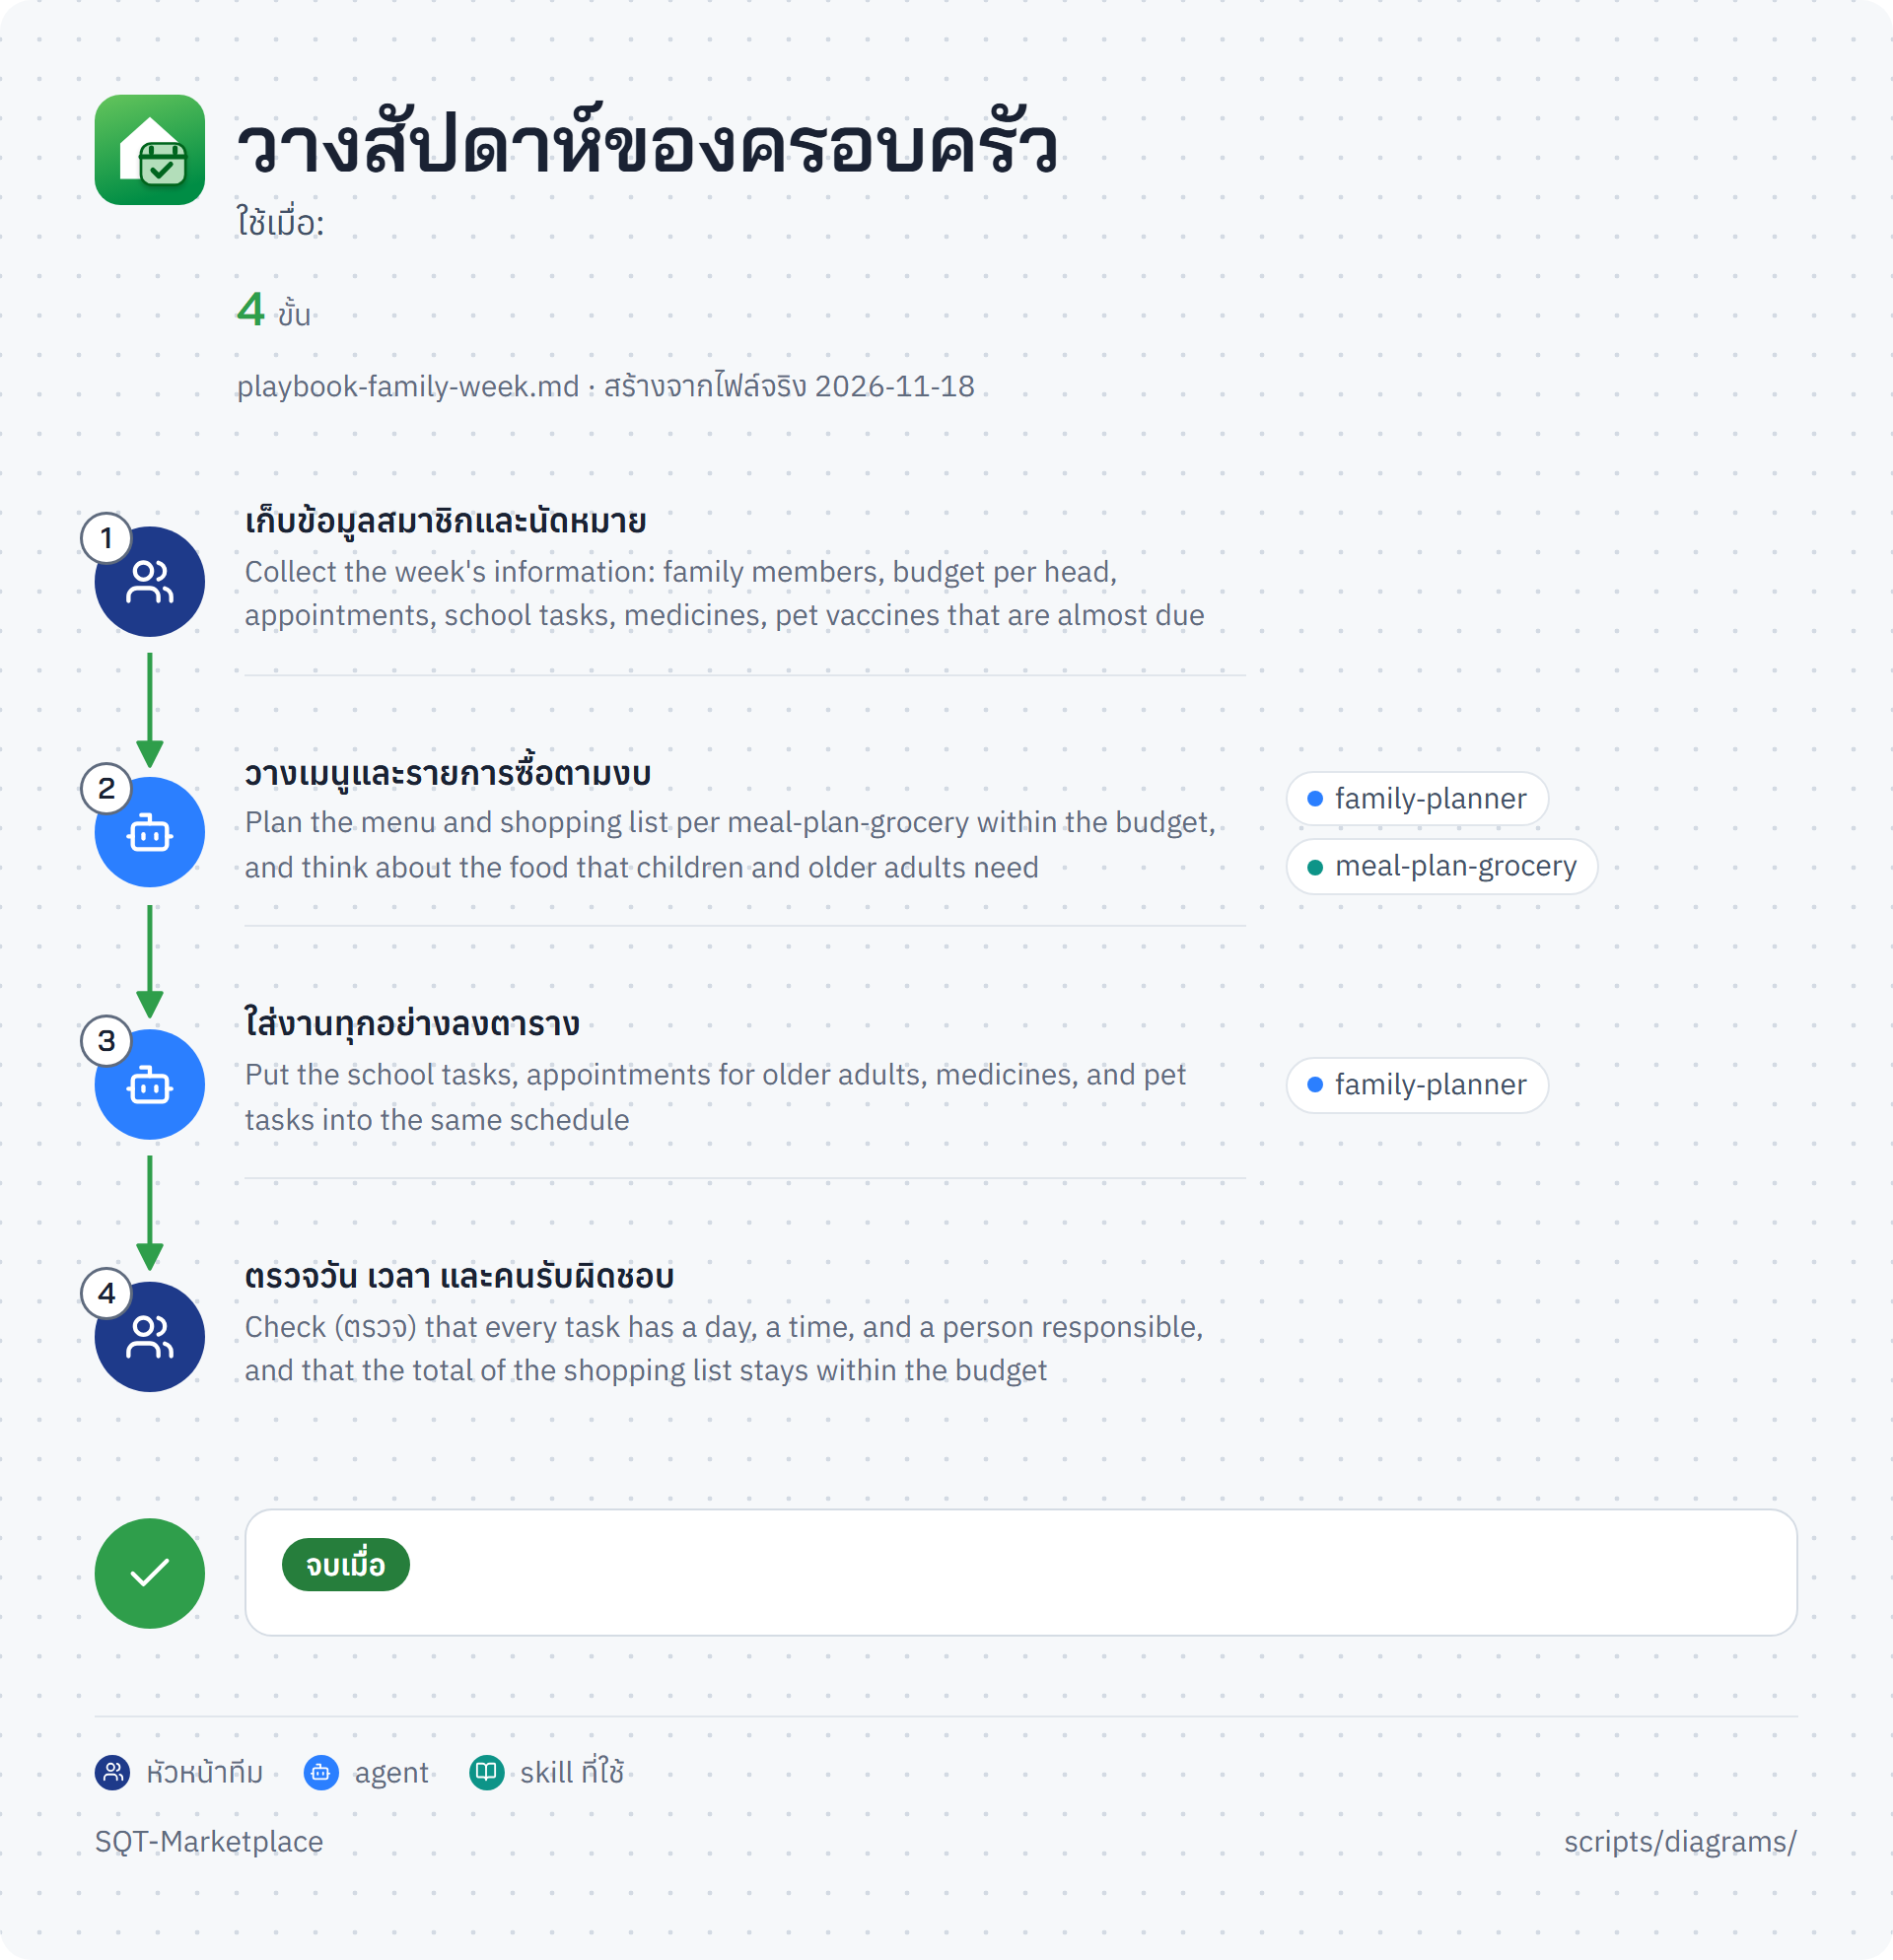 วางสัปดาห์ของครอบครัว
ใช้เมื่อ:
4 ขั้น
playbook-family-week.md · สร้างจากไฟล์จริง 2026-11-18
1
เก็บข้อมูลสมาชิกและนัดหมาย
Collect the week's information: family members, budget per head,
appointments, school tasks, medicines, pet vaccines that are almost due
2
วางเมนูและรายการซื้อตามงบ
Plan the menu and shopping list per meal-plan-grocery within the budget,
and think about the food that children and older adults need
family-planner
meal-plan-grocery
3
ใส่งานทุกอย่างลงตาราง
Put the school tasks, appointments for older adults, medicines, and pet
tasks into the same schedule
family-planner
4
ตรวจวัน เวลา และคนรับผิดชอบ
Check (ตรวจ) that every task has a day, a time, and a person responsible,
and that the total of the shopping list stays within the budget
จบเมื่อ
หัวหน้าทีม agent skill ที่ใช้
SQT-Marketplace scripts/diagrams/